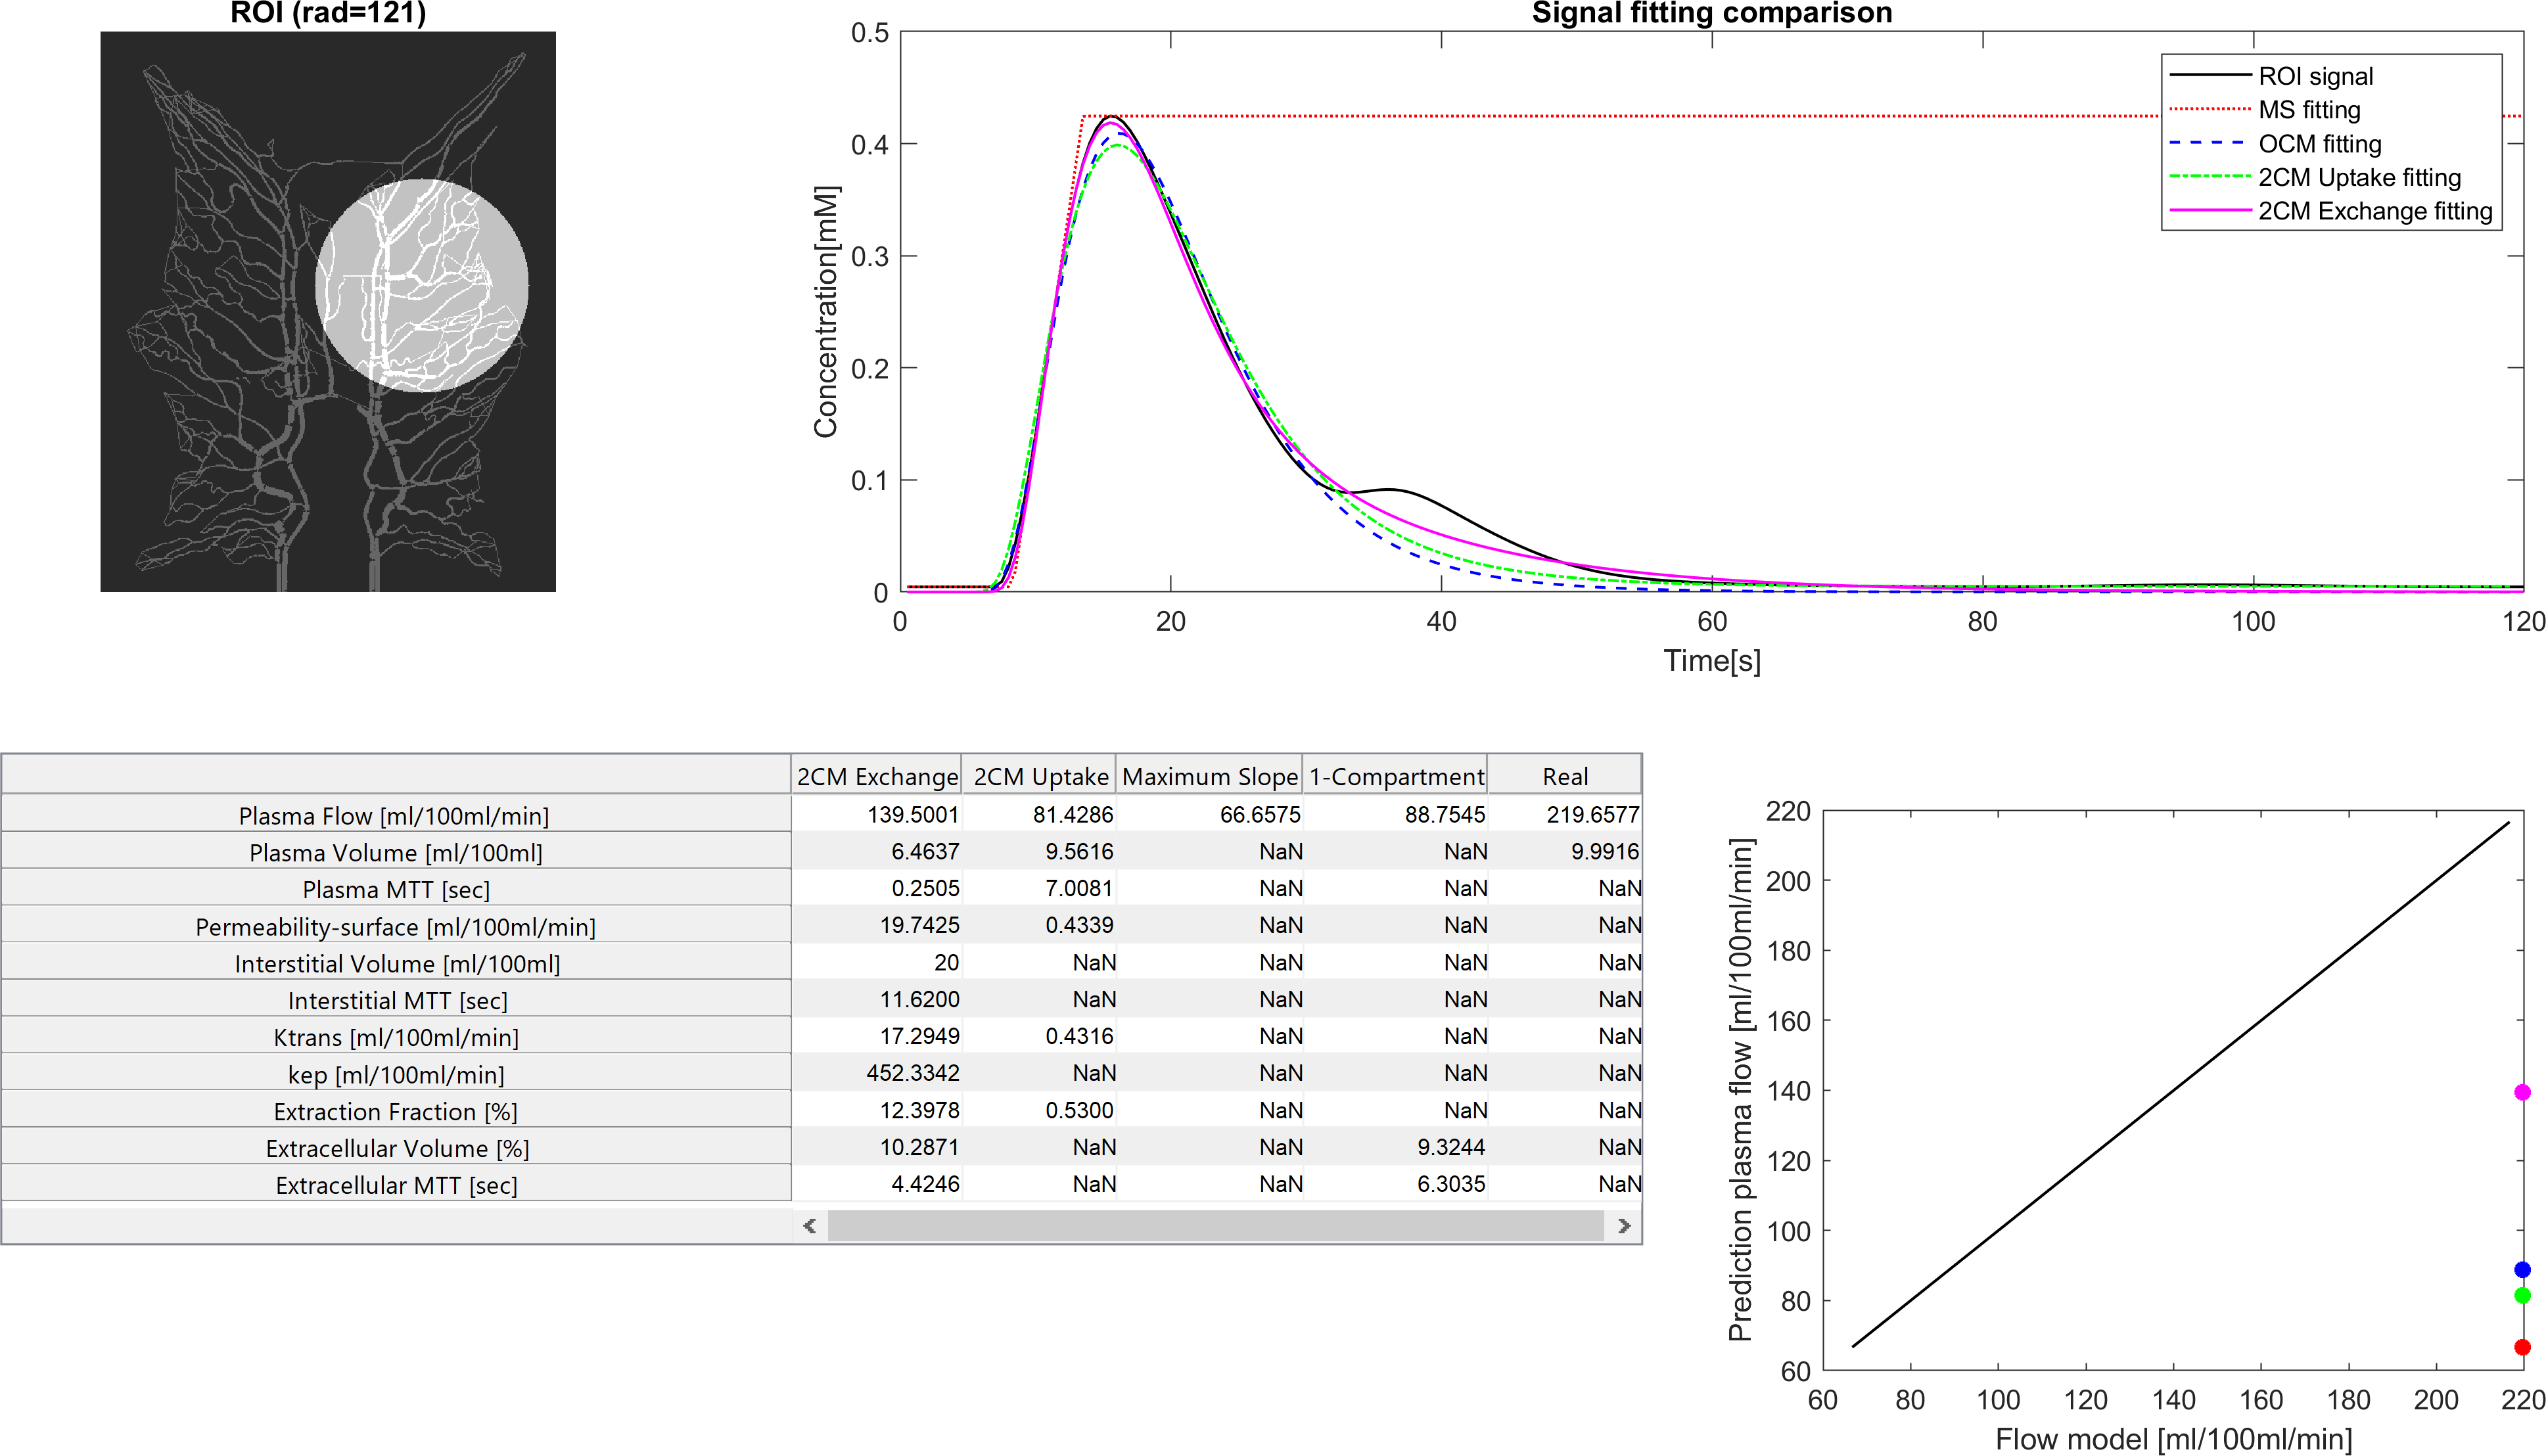 ROI (rad=121)
Signal fitting comparison
0.5
0.4
0.3
0.2
0.1
0
Concentration[mM]
0 20 40 60 80 100 120
Time[s]
ROI signal
MS fitting
OCM fitting
2CM Uptake fitting
2CM Exchange fitting
2CM Exchange 2CM Uptake Maximum Slope 1-Compartment Real
Plasma Flow [ml/100ml/min] 139.5001 81.4286 66.6575 88.7545 219.6577
Plasma Volume [ml/100ml] 6.4637 9.5616 NaN NaN 9.9916
Plasma MTT [sec] 0.2505 7.0081 NaN NaN NaN
Permeability-surface [ml/100ml/min] 19.7425 0.4339 NaN NaN NaN
Interstitial Volume [ml/100ml] 20 NaN NaN NaN NaN
Interstitial MTT [sec] 11.6200 NaN NaN NaN NaN
Ktrans [ml/100ml/min] 17.2949 0.4316 NaN NaN NaN
kep [ml/100ml/min] 452.3342 NaN NaN NaN NaN
Extraction Fraction [%] 12.3978 0.5300 NaN NaN NaN
Extracellular Volume [%] 10.2871 NaN NaN 9.3244 NaN
Extracellular MTT [sec] 4.4246 NaN NaN 6.3035 NaN
220
200
180
160
140
120
100
80
60
Prediction plasma flow [ml/100ml/min]
60 80 100 120 140 160 180 200 220
Flow model [ml/100ml/min]